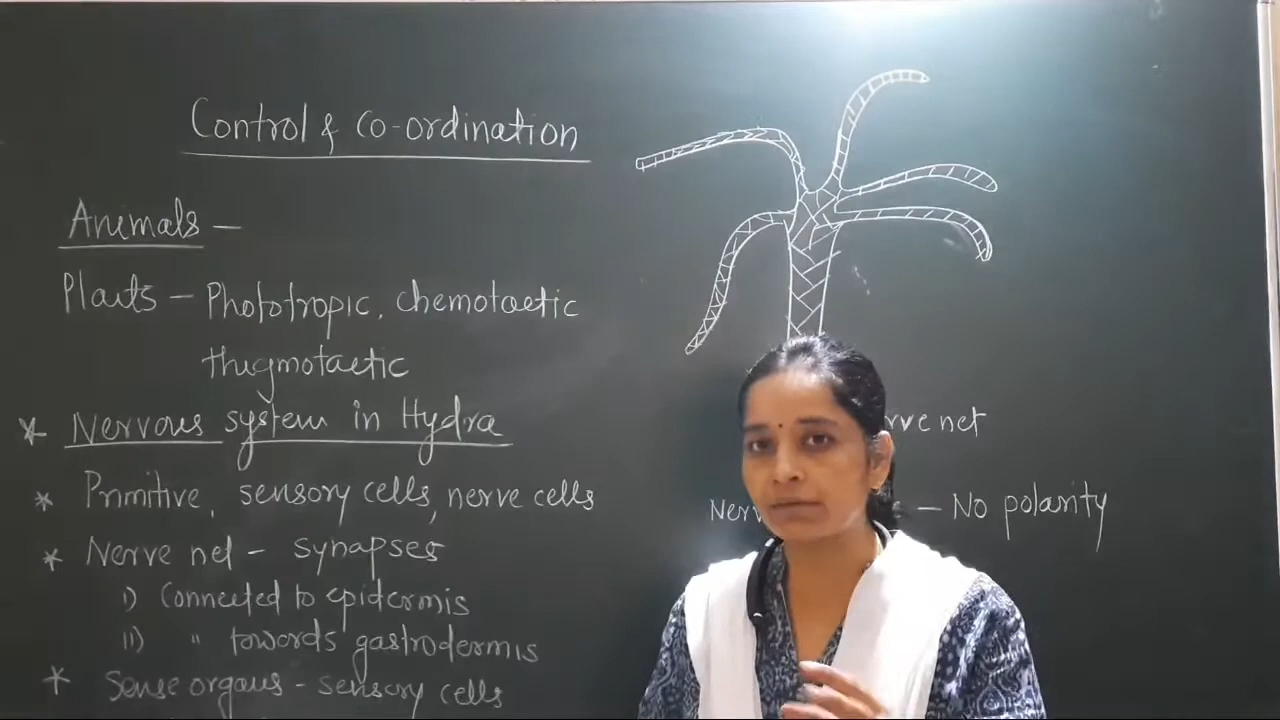 Control & Co-ordination
Animals -
Plants - Phototropic, chemotactic
thigmotactic
* Nervous system in Hydra
* Primitive, sensory cells, nerve cells
* Nerve net - synapses
i) Connected to epidermis
ii) " towards gastrodermis
* Sense organs - sensory cells
rve net
Nerv - No polarity